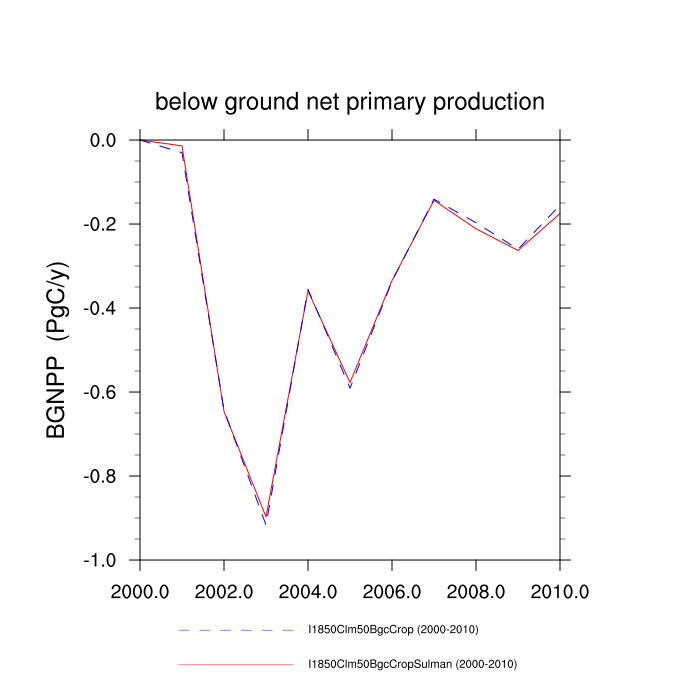 below ground net primary production
BGNPP (PgC/y)
0.0
-0.2
-0.4
-0.6
-0.8
-1.0
2000.0 2002.0 2004.0 2006.0 2008.0 2010.0
I1850Clm50BgcCrop (2000-2010)
I1850Clm50BgcCropSulman (2000-2010)